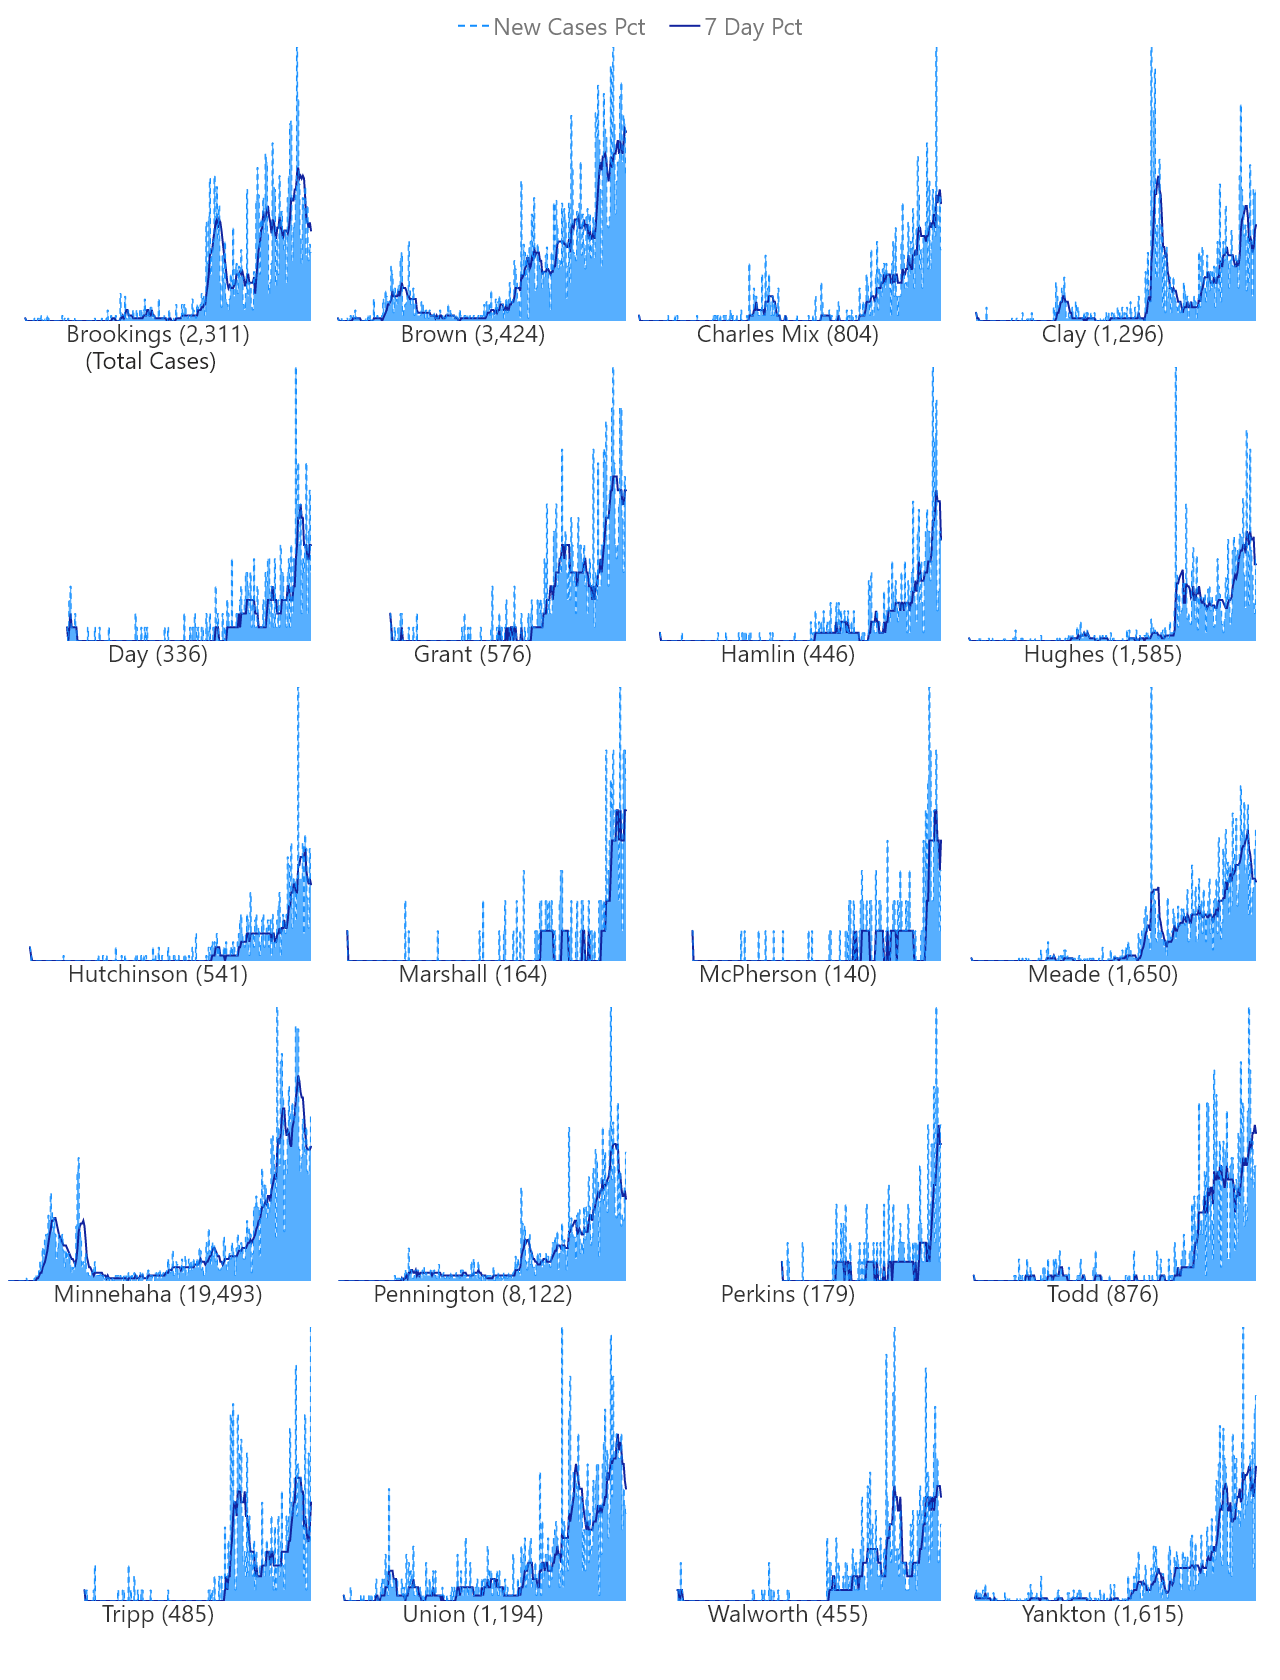 New Cases Pct 7 Day Pct
Brookings (2,311) Brown (3,424) Charles Mix (804) Clay (1,296)
(Total Cases)
Day (336) Grant (576) Hamlin (446) Hughes (1,585)
Hutchinson (541) Marshall (164) McPherson (140) Meade (1,650)
Minnehaha (19,493) Pennington (8,122) Perkins (179) Todd (876)
Tripp (485) Union (1,194) Walworth (455) Yankton (1,615)